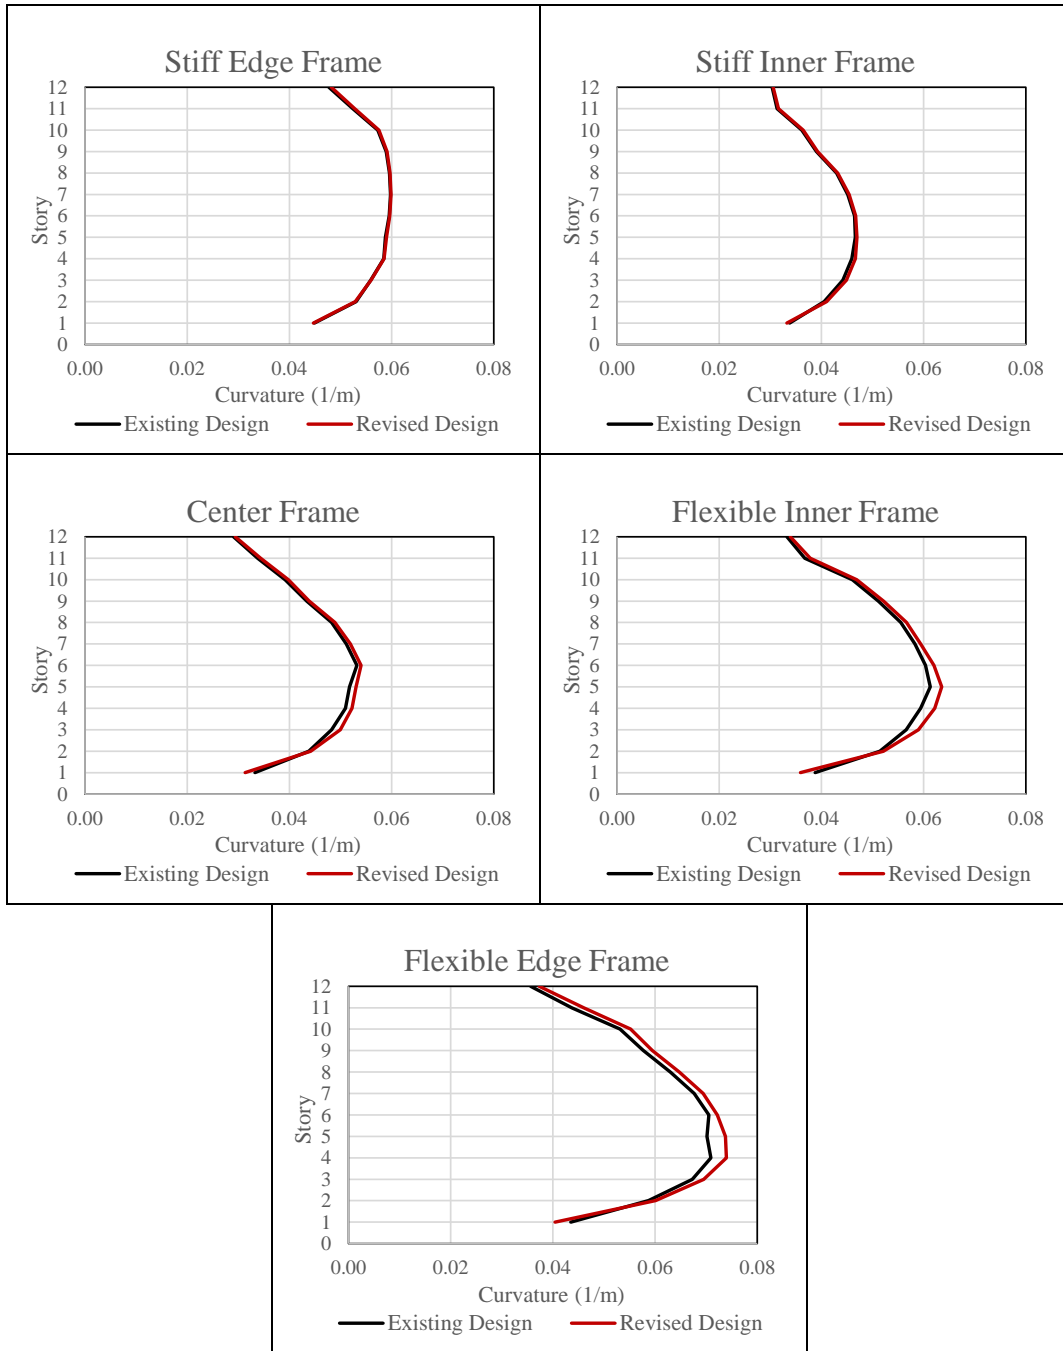 Stiff Edge Frame
12
11
10
9
8
7
6
5
4
3
2
1
0
Story
0.00 0.02 0.04 0.06 0.08
Curvature (1/m)
Existing Design Revised Design
Stiff Inner Frame
12
11
10
9
8
7
6
5
4
3
2
1
0
Story
0.00 0.02 0.04 0.06 0.08
Curvature (1/m)
Existing Design Revised Design
Center Frame
12
11
10
9
8
7
6
5
4
3
2
1
0
Story
0.00 0.02 0.04 0.06 0.08
Curvature (1/m)
Existing Design Revised Design
Flexible Inner Frame
12
11
10
9
8
7
6
5
4
3
2
1
0
Story
0.00 0.02 0.04 0.06 0.08
Curvature (1/m)
Existing Design Revised Design
Flexible Edge Frame
12
11
10
9
8
7
6
5
4
3
2
1
0
Story
0.00 0.02 0.04 0.06 0.08
Curvature (1/m)
Existing Design Revised Design